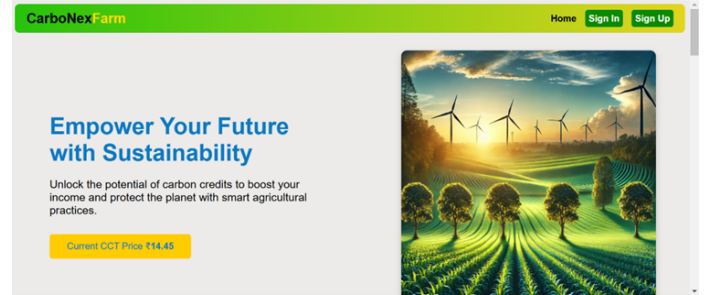 CarboNexFarm
Home Sign In Sign Up
Empower Your Future
with Sustainability
Unlock the potential of carbon credits to boost your
income and protect the planet with smart agricultural
practices.
Current CCT Price ₹14.45